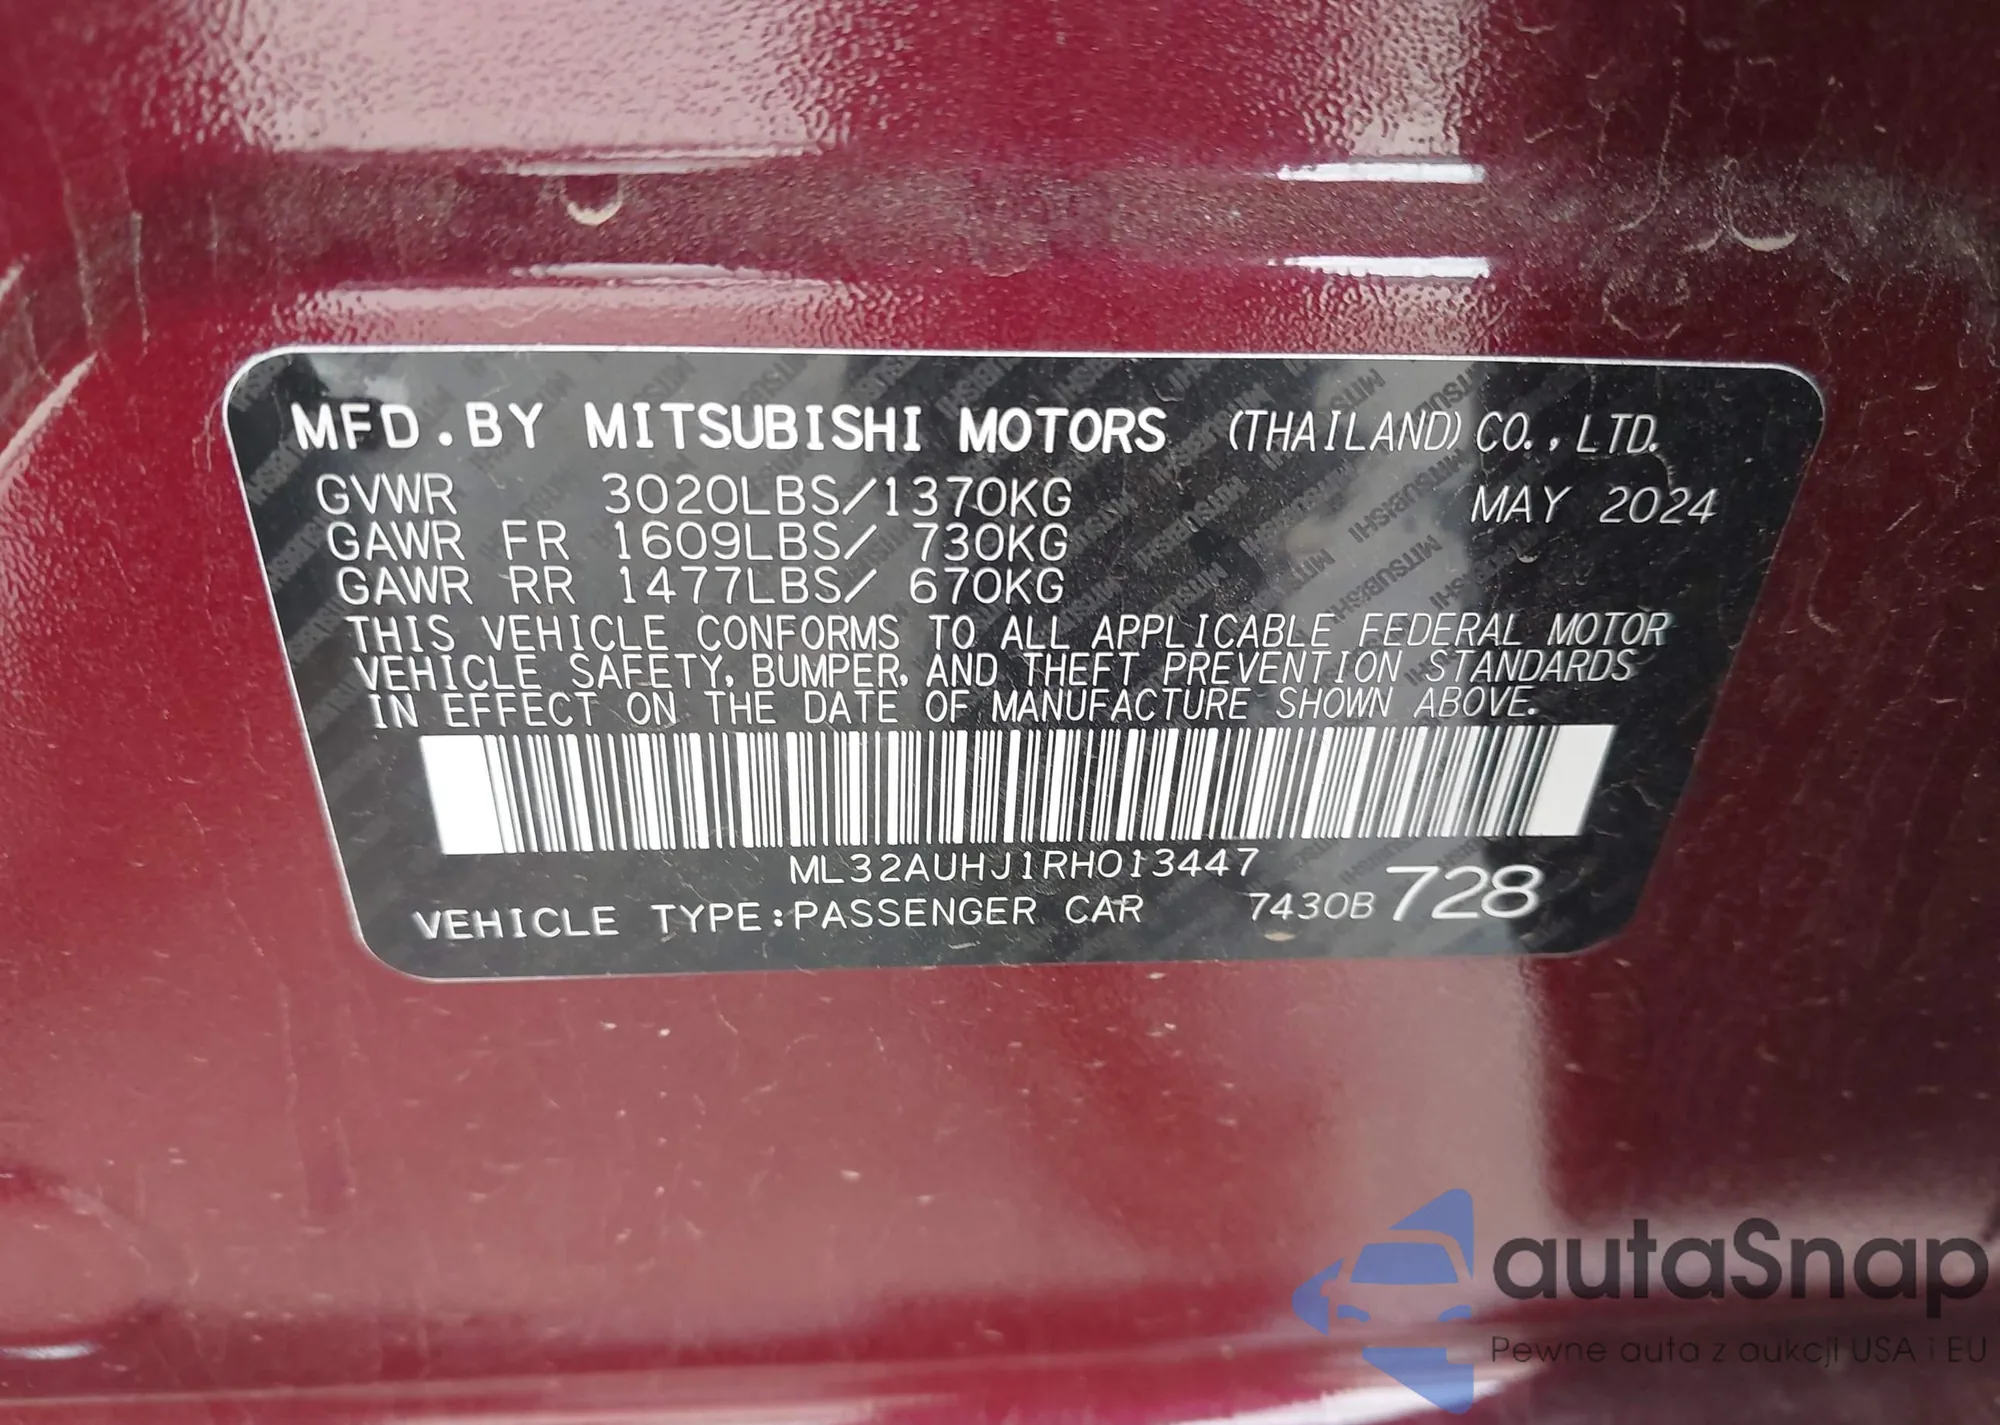 MFD.BY MITSUBISHI MOTORS (THAILAND) CO.,LTD.
GVWR 3020LBS/1370KG MAY 2024
GAWR FR 1609LBS/ 730KG
GAWR RR 1477LBS/ 670KG
THIS VEHICLE CONFORMS TO ALL APPLICABLE FEDERAL MOTOR
VEHICLE SAFETY, BUMPER, AND THEFT PREVENTION STANDARDS
IN EFFECT ON THE DATE OF MANUFACTURE SHOWN ABOVE.
ML32AUHJ1RH013447
VEHICLE TYPE:PASSENGER CAR 7430B 728
autaSnap
Pewne auta z aukcji USA i EU